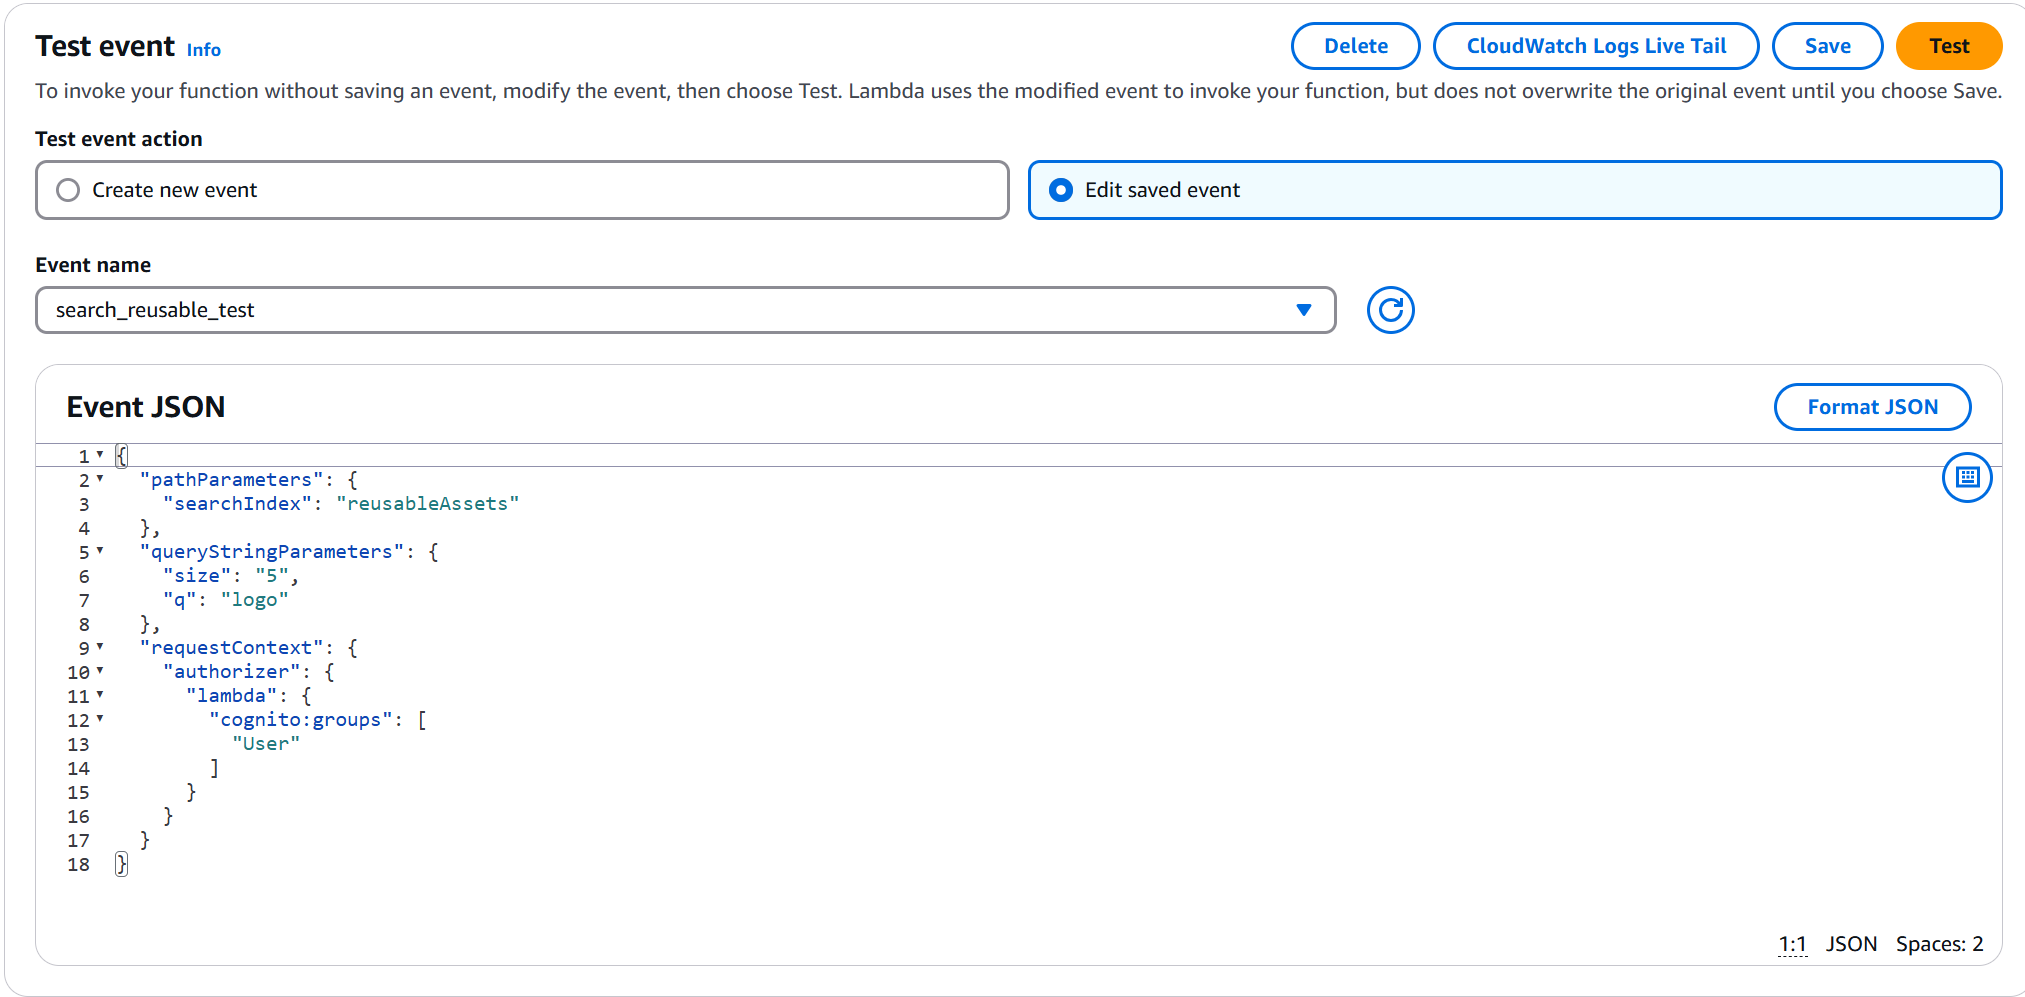 Test event Info
Delete
CloudWatch Logs Live Tail
Save
Test
To invoke your function without saving an event, modify the event, then choose Test. Lambda uses the modified event to invoke your function, but does not overwrite the original event until you choose Save.
Test event action
Create new event
Edit saved event
Event name
search_reusable_test
Event JSON
Format JSON
1 {
2   "pathParameters": {
3     "searchIndex": "reusableAssets"
4   },
5   "queryStringParameters": {
6     "size": "5",
7     "q": "logo"
8   },
9   "requestContext": {
10     "authorizer": {
11       "lambda": {
12         "cognito:groups": [
13           "User"
14         ]
15       }
16     }
17   }
18 }
1:1 JSON Spaces: 2